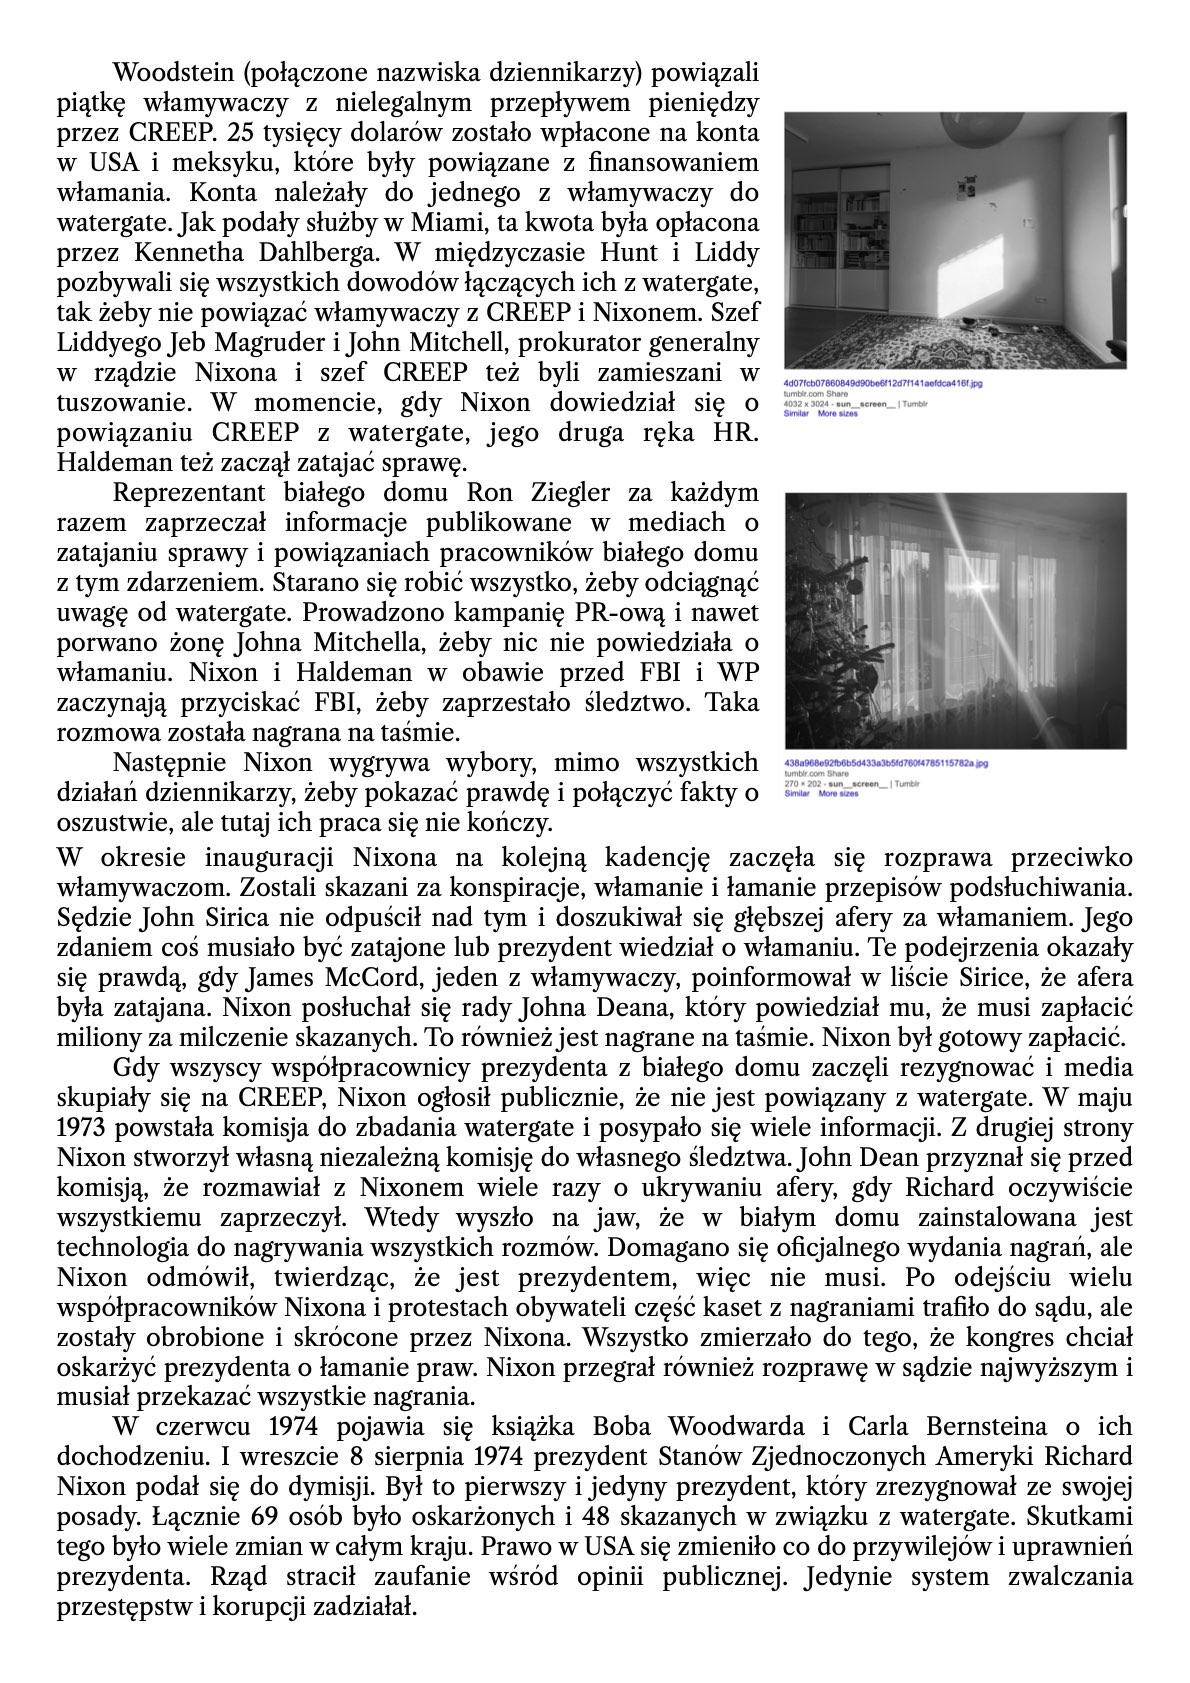 Woodstein (połączone nazwiska dziennikarzy) powiązali
piątkę włamywaczy z nielegalnym przepływem pieniędzy
przez CREEP. 25 tysięcy dolarów zostało wpłacone na konta
w USA i meksyku, które były powiązane z finansowaniem
włamania. Konta należały do jednego z włamywaczy do
watergate. Jak podały służby w Miami, ta kwota była opłacona
przez Kennetha Dahlberga. W międzyczasie Hunt i Liddy
pozbywali się wszystkich dowodów łączących ich z watergate,
tak żeby nie powiązać włamywaczy z CREEP i Nixonem. Szef
Liddyego Jeb Magruder i John Mitchell, prokurator generalny
w rządzie Nixona i szef CREEP też byli zamieszani w
tuszowanie. W momencie, gdy Nixon dowiedział się o
powiązaniu CREEP z watergate, jego druga ręka HR.
Haldeman też zaczął zatajać sprawę.
Reprezentant białego domu Ron Ziegler za każdym
razem zaprzeczał informacje publikowane w mediach o
zatajaniu sprawy i powiązaniach pracowników białego domu
z tym zdarzeniem. Starano się robić wszystko, żeby odciągnąć
uwagę od watergate. Prowadzono kampanię PR-ową i nawet
porwano żonę Johna Mitchella, żeby nic nie powiedziała o
włamaniu. Nixon i Haldeman w obawie przed FBI i WP
zaczynają przyciskać FBI, żeby zaprzestało śledztwo. Taka
rozmowa została nagrana na taśmie.
Następnie Nixon wygrywa wybory, mimo wszystkich
działań dziennikarzy, żeby pokazać prawdę i połączyć fakty o
oszustwie, ale tutaj ich praca się nie kończy.
4d07fcb07860849d90be6f12d7f141aefdca416f.jpg
tumblr.com Share
4032 x 3024 - sun__screen__ | Tumblr
Similar More sizes
438a968e92fb6b5d433a3b5fd760f4785115782a.jpg
tumblr.com Share
270 × 202 - sun__screen__ | Tumblr
Similar More sizes
W okresie inauguracji Nixona na kolejną kadencję zaczęła się rozprawa przeciwko
włamywaczom. Zostali skazani za konspiracje, włamanie i łamanie przepisów podsłuchiwania.
Sędzie John Sirica nie odpuścił nad tym i doszukiwał się głębszej afery za włamaniem. Jego
zdaniem coś musiało być zatajone lub prezydent wiedział o włamaniu. Te podejrzenia okazały
się prawdą, gdy James McCord, jeden z włamywaczy, poinformował w liście Sirice, że afera
była zatajana. Nixon posłuchał się rady Johna Deana, który powiedział mu, że musi zapłacić
miliony za milczenie skazanych. To również jest nagrane na taśmie. Nixon był gotowy zapłacić.
Gdy wszyscy współpracownicy prezydenta z białego domu zaczęli rezygnować i media
skupiały się na CREEP, Nixon ogłosił publicznie, że nie jest powiązany z watergate. W maju
1973 powstała komisja do zbadania watergate i posypało się wiele informacji. Z drugiej strony
Nixon stworzył własną niezależną komisję do własnego śledztwa. John Dean przyznał się przed
komisją, że rozmawiał z Nixonem wiele razy o ukrywaniu afery, gdy Richard oczywiście
wszystkiemu zaprzeczył. Wtedy wyszło na jaw, że w białym domu zainstalowana jest
technologia do nagrywania wszystkich rozmów. Domagano się oficjalnego wydania nagrań, ale
Nixon odmówił, twierdząc, że jest prezydentem, więc nie musi. Po odejściu wielu
współpracowników Nixona i protestach obywateli część kaset z nagraniami trafiło do sądu, ale
zostały obrobione i skrócone przez Nixona. Wszystko zmierzało do tego, że kongres chciał
oskarżyć prezydenta o łamanie praw. Nixon przegrał również rozprawę w sądzie najwyższym i
musiał przekazać wszystkie nagrania.
W czerwcu 1974 pojawia się książka Boba Woodwarda i Carla Bernsteina o ich
dochodzeniu. I wreszcie 8 sierpnia 1974 prezydent Stanów Zjednoczonych Ameryki Richard
Nixon podał się do dymisji. Był to pierwszy i jedyny prezydent, który zrezygnował ze swojej
posady. Łącznie 69 osób było oskarżonych i 48 skazanych w związku z watergate. Skutkami
tego było wiele zmian w całym kraju. Prawo w USA się zmieniło co do przywilejów i uprawnień
prezydenta. Rząd stracił zaufanie wśród opinii publicznej. Jedynie system zwalczania
przestępstw i korupcji zadziałał.